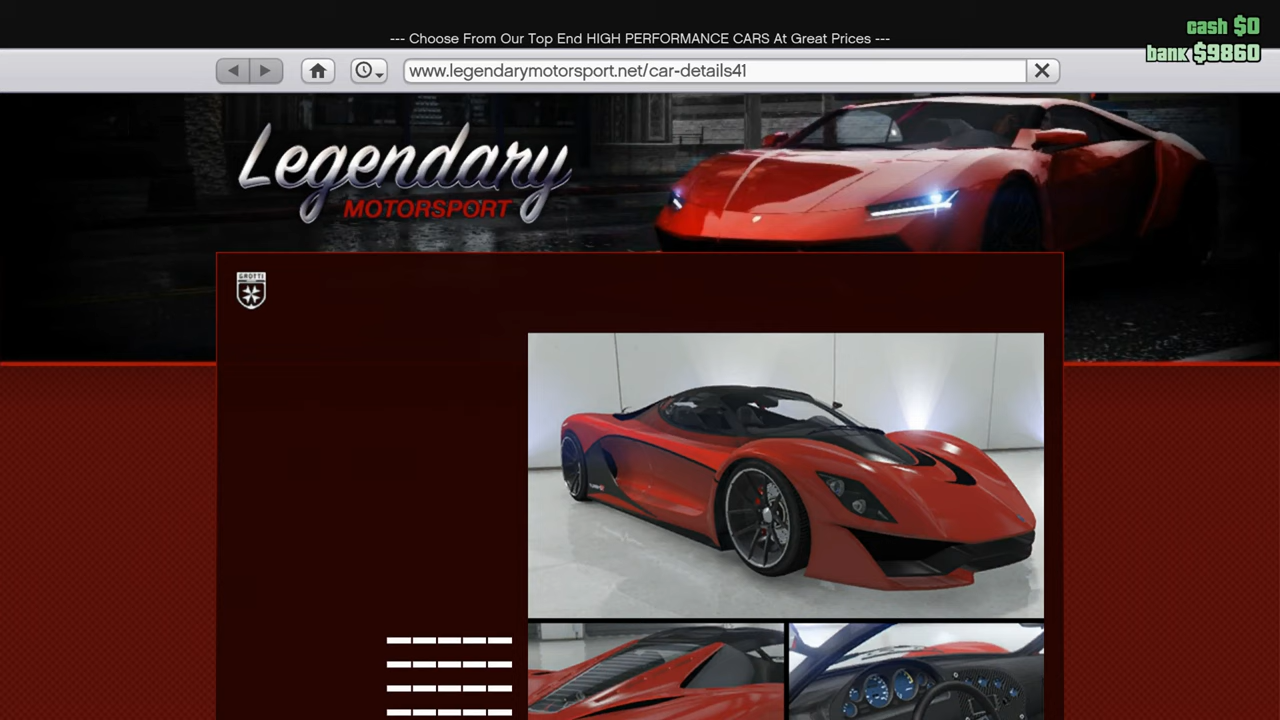 cash $0
--- Choose From Our Top End HIGH PERFORMANCE CARS At Great Prices ---
bank $9860
www.legendarymotorsport.net/car-details41
Legendary
MOTORSPORT
GROTTI